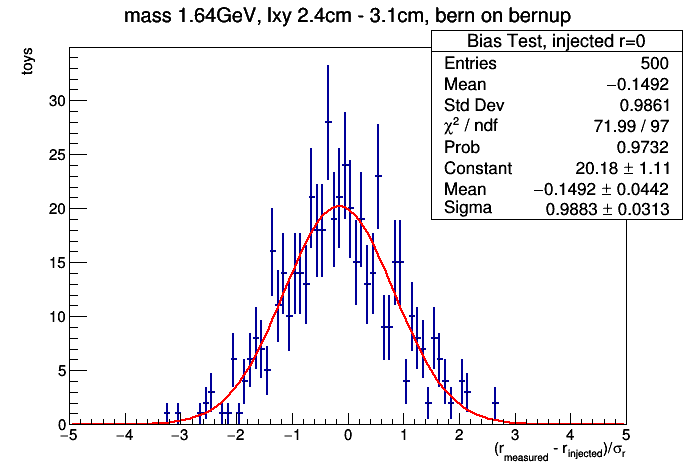 mass 1.64GeV, lxy 2.4cm - 3.1cm, bern on bernup
toys
Bias Test, injected r=0
Entries 500
Mean −0.1492
Std Dev 0.9861
χ² / ndf 71.99 / 97
Prob 0.9732
Constant 20.18 ± 1.11
Mean −0.1492 ± 0.0442
Sigma 0.9883 ± 0.0313
30
25
20
15
10
5
0
−5 −4 −3 −2 −1 0 1 2 3 4 5
(r_measured - r_injected)/σ_r